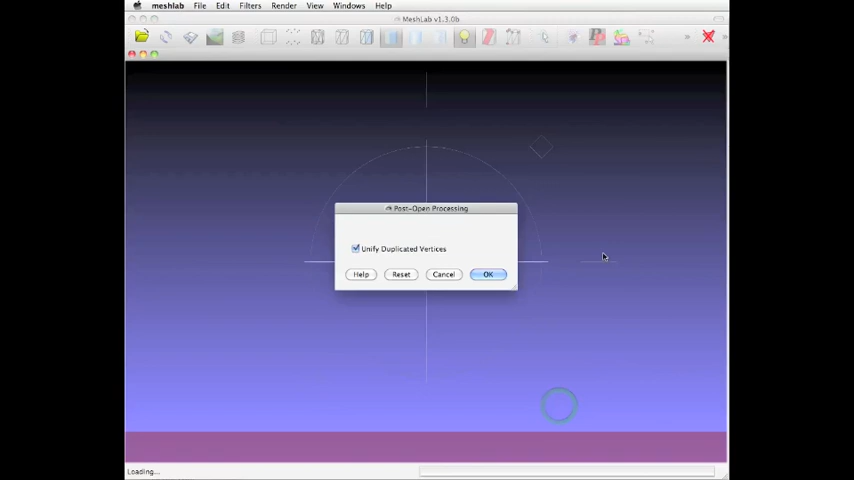 meshlab File Edit Filters Render View Windows Help
MeshLab v1.3.0b
Post-Open Processing
Unify Duplicated Vertices
Help Reset Cancel OK
Loading...